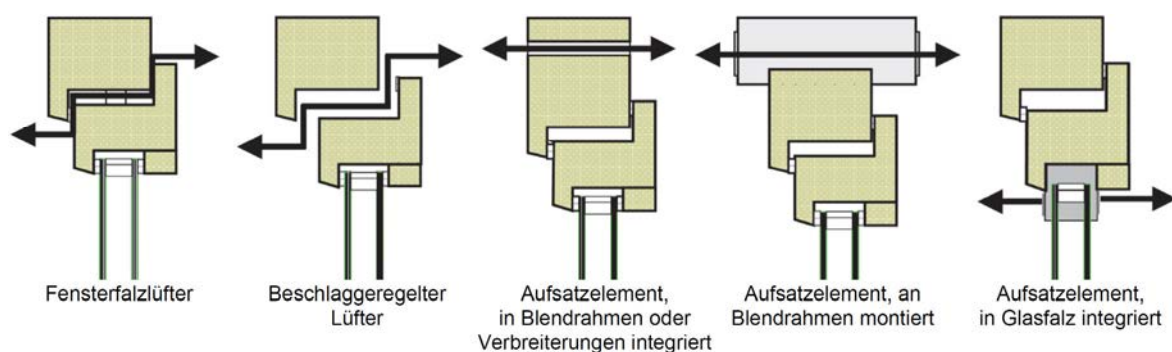 Fensterfalzlüfter
Beschlaggeregelter
Lüfter
Aufsatzelement,
in Blendrahmen oder
Verbreiterungen integriert
Aufsatzelement, an
Blendrahmen montiert
Aufsatzelement,
in Glasfalz integriert